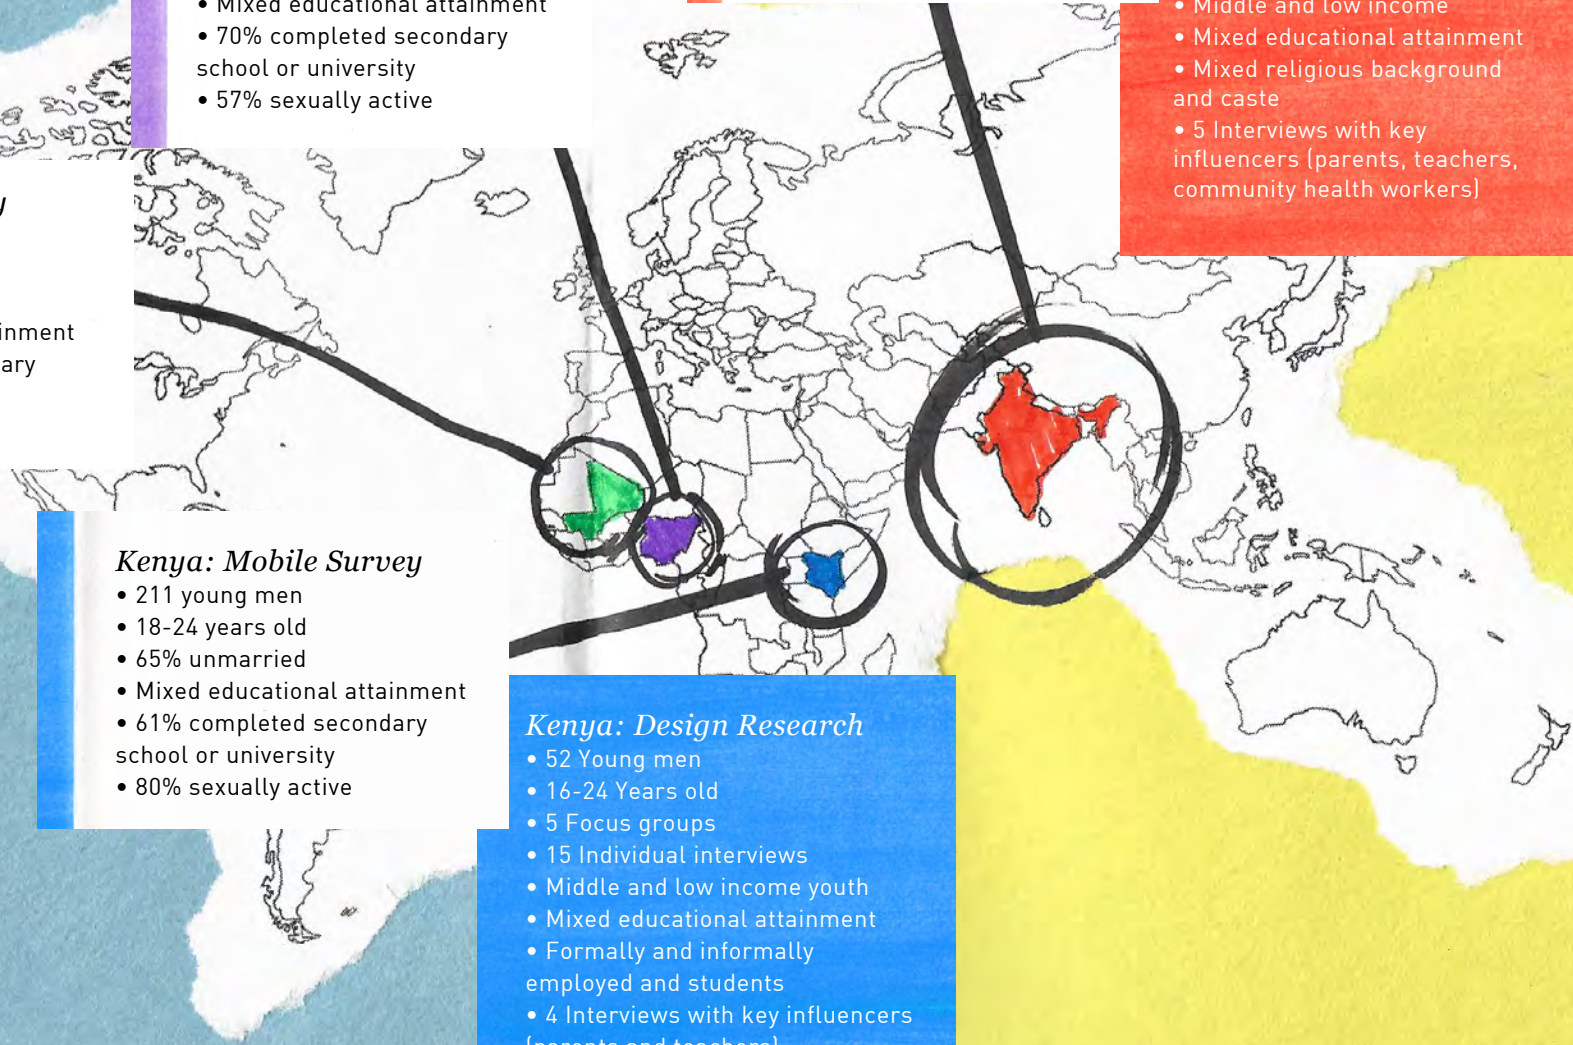 • Mixed educational attainment
• 70% completed secondary
school or university
• 57% sexually active
• Middle and low income
• Mixed educational attainment
• Mixed religious background
and caste
• 5 Interviews with key
influencers (parents, teachers,
community health workers)
y
inment
ary
Kenya: Mobile Survey
• 211 young men
• 18-24 years old
• 65% unmarried
• Mixed educational attainment
• 61% completed secondary
school or university
• 80% sexually active
Kenya: Design Research
• 52 Young men
• 16-24 Years old
• 5 Focus groups
• 15 Individual interviews
• Middle and low income youth
• Mixed educational attainment
• Formally and informally
employed and students
• 4 Interviews with key influencers
(parents and teachers)